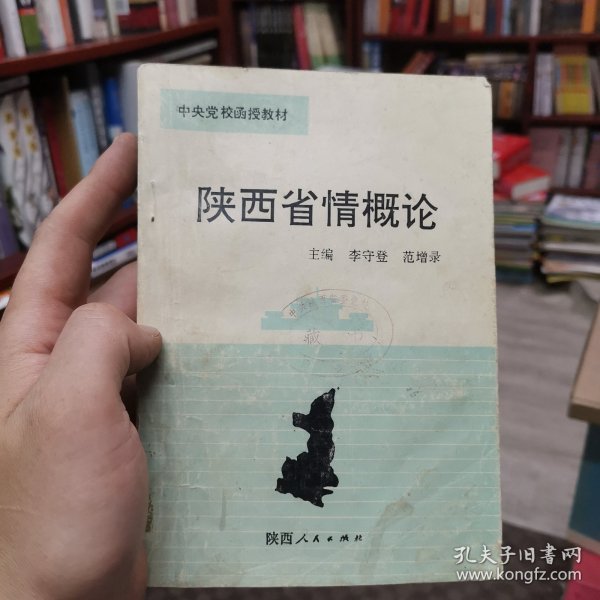 中央党校函授教材
陕西省情概论
主编 李守登 范增录
藏
陕西人民出版社
孔夫子旧书网
www.kongfz.com